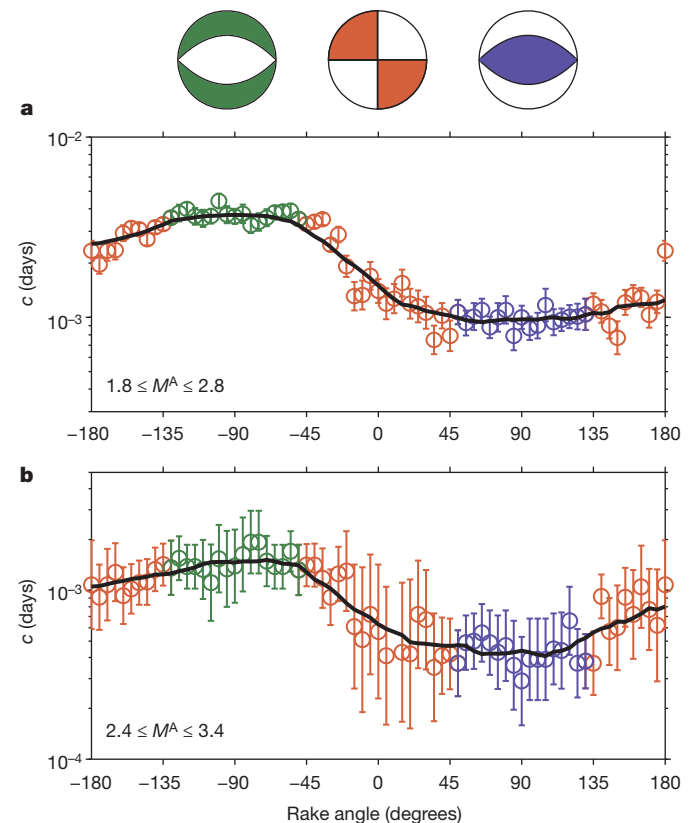 a
10⁻²
10⁻³
c (days)
1.8 ≤ Mᴬ ≤ 2.8
−180 −135 −90 −45 0 45 90 135 180
b
10⁻³
10⁻⁴
c (days)
2.4 ≤ Mᴬ ≤ 3.4
−180 −135 −90 −45 0 45 90 135 180
Rake angle (degrees)